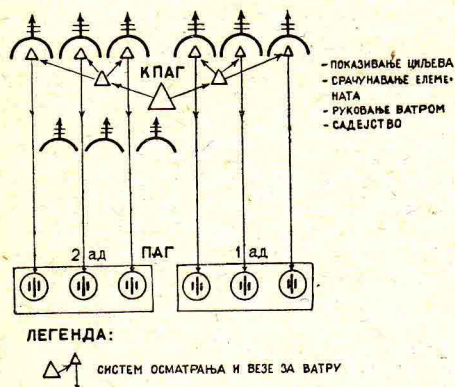 КПАГ
- ПОКАЗИВАЊЕ ЦИЉЕВА
- СРАЧУНАВАЊЕ ЕЛЕМЕ-
НАТА
- РУКОВАЊЕ ВАТРОМ
- САДЕЈСТВО
2 ад ПАГ 1 ад
ЛЕГЕНДА:
СИСТЕМ ОСМАТРАЊА И ВЕЗЕ ЗА ВАТРУ